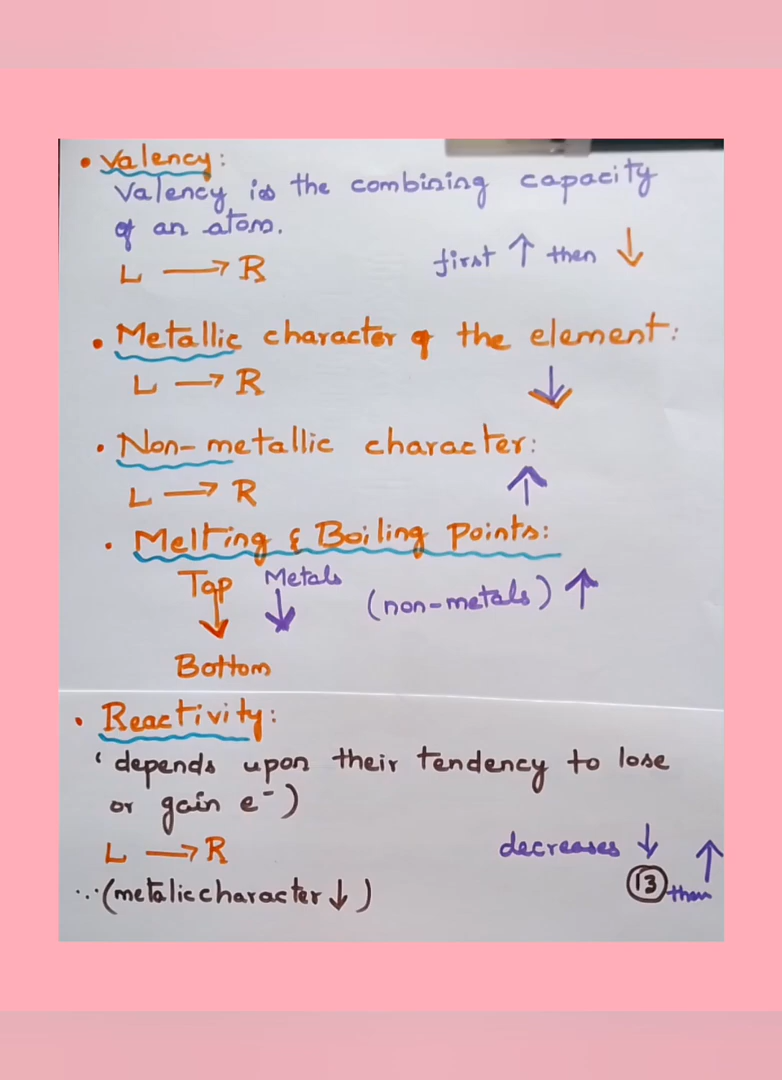 • Valency:
Valency is the combining capacity
of an atom.
L → R first ↑ then ↓
• Metallic character of the element:
L → R ↓
• Non-metallic character:
L → R ↑
• Melting & Boiling Points:
Top Metals
↓ ↓ (non-metals) ↑
Bottom
• Reactivity:
‘depends upon their tendency to lose
or gain e⁻)
L → R decreases ↓ ↑
∴ (metalic character ↓) 13 then